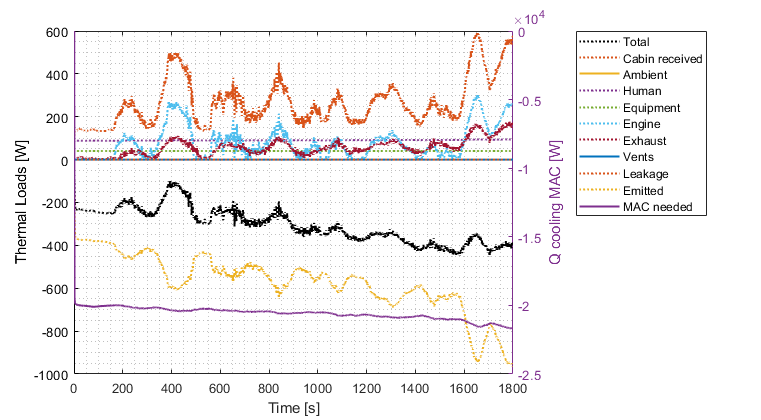 ×10^4
600
400
200
0
-200
-400
-600
-800
-1000
Thermal Loads [W]
0
200
400
600
800
1000
1200
1400
1600
1800
Time [s]
0
-0.5
-1
-1.5
-2
-2.5
Q cooling MAC [W]
Total
Cabin received
Ambient
Human
Equipment
Engine
Exhaust
Vents
Leakage
Emitted
MAC needed